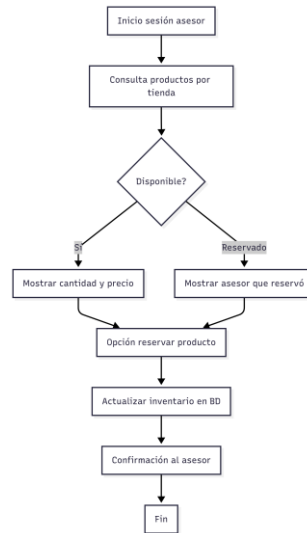 Inicio sesión asesor
Consulta productos por
tienda
Disponible?
Sí
Reservado
Mostrar cantidad y precio
Mostrar asesor que reservó
Opción reservar producto
Actualizar inventario en BD
Confirmación al asesor
Fin